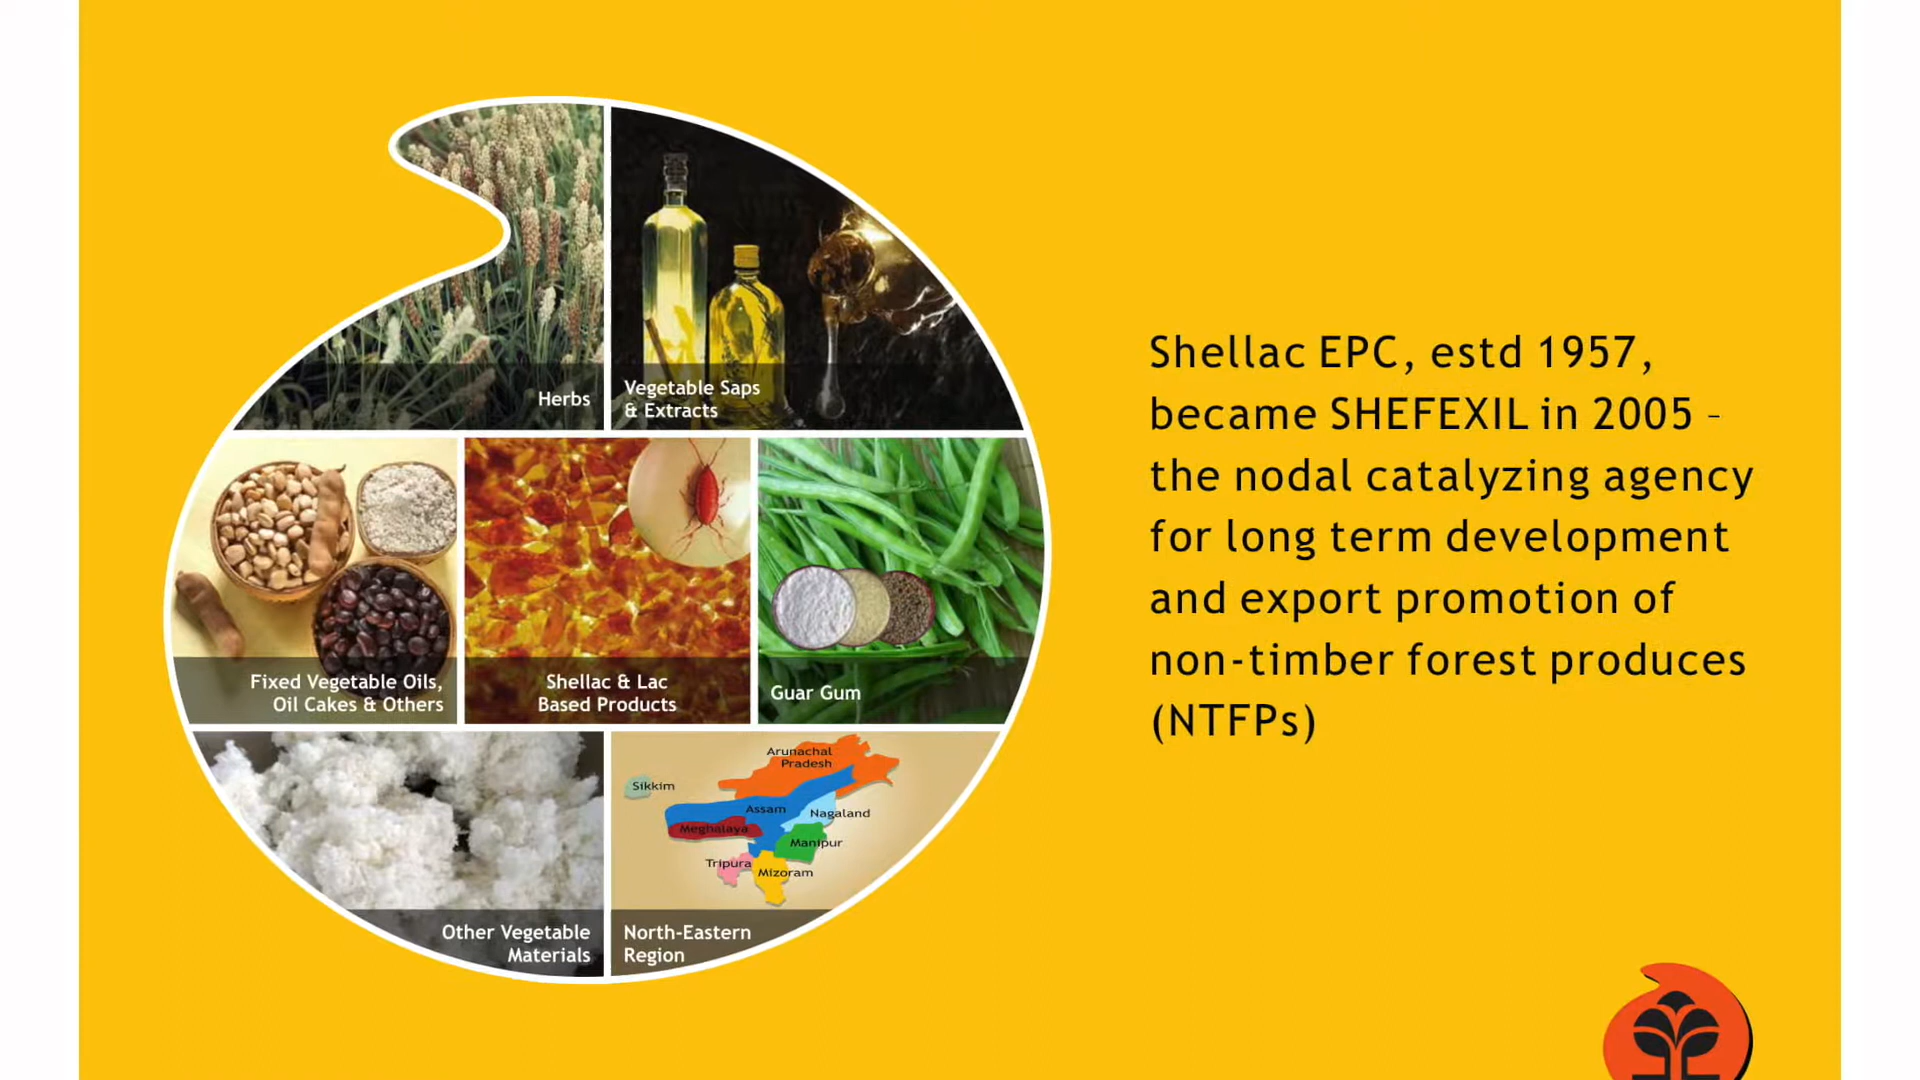 Herbs
Vegetable Saps
& Extracts
Fixed Vegetable Oils,
Oil Cakes & Others
Shellac & Lac
Based Products
Guar Gum
Other Vegetable
Materials
Arunachal
Pradesh
Sikkim
Assam
Nagaland
Meghalaya
Manipur
Tripura
Mizoram
North-Eastern
Region
Shellac EPC, estd 1957,
became SHEFEXIL in 2005 –
the nodal catalyzing agency
for long term development
and export promotion of
non-timber forest produces
(NTFPs)